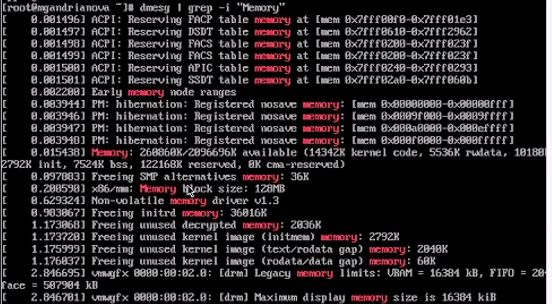 [root@mgandrianova ~]# dmesg | grep -i "Memory"
[    0.001496] ACPI: Reserving FACP table memory at [mem 0x7fff00f0-0x7fff01e3]
[    0.001497] ACPI: Reserving DSDT table memory at [mem 0x7fff0610-0x7fff2962]
[    0.001498] ACPI: Reserving FACS table memory at [mem 0x7fff0200-0x7fff023f]
[    0.001499] ACPI: Reserving FACS table memory at [mem 0x7fff0200-0x7fff023f]
[    0.001500] ACPI: Reserving APIC table memory at [mem 0x7fff0240-0x7fff0293]
[    0.001501] ACPI: Reserving SSDT table memory at [mem 0x7fff02a0-0x7fff060b]
[    0.002200] Early memory node ranges
[    0.003944] PM: hibernation: Registered nosave memory: [mem 0x00000000-0x00000fff]
[    0.003946] PM: hibernation: Registered nosave memory: [mem 0x0009f000-0x0009ffff]
[    0.003947] PM: hibernation: Registered nosave memory: [mem 0x000a0000-0x000effff]
[    0.003948] PM: hibernation: Registered nosave memory: [mem 0x000f0000-0x000fffff]
[    0.015438] Memory: 260860K/2096696K available (14342K kernel code, 5536K rwdata, 10180K
2792K init, 7524K bss, 122168K reserved, 0K cma-reserved)
[    0.097883] Freeing SMP alternatives memory: 36K
[    0.200590] x86/mm: Memory block size: 128MB
[    0.629324] Non-volatile memory driver v1.3
[    0.983067] Freeing initrd memory: 36016K
[    1.173068] Freeing unused decrypted memory: 2036K
[    1.173720] Freeing unused kernel image (initmem) memory: 2792K
[    1.175999] Freeing unused kernel image (text/rodata gap) memory: 2040K
[    1.176037] Freeing unused kernel image (rodata/data gap) memory: 60K
[    2.846695] vmwgfx 0000:00:02.0: [drm] Legacy memory limits: VRAM = 16384 kB, FIFO = 20
face = 507904 kB
[    2.846701] vmwgfx 0000:00:02.0: [drm] Maximum display memory size is 16384 kiB